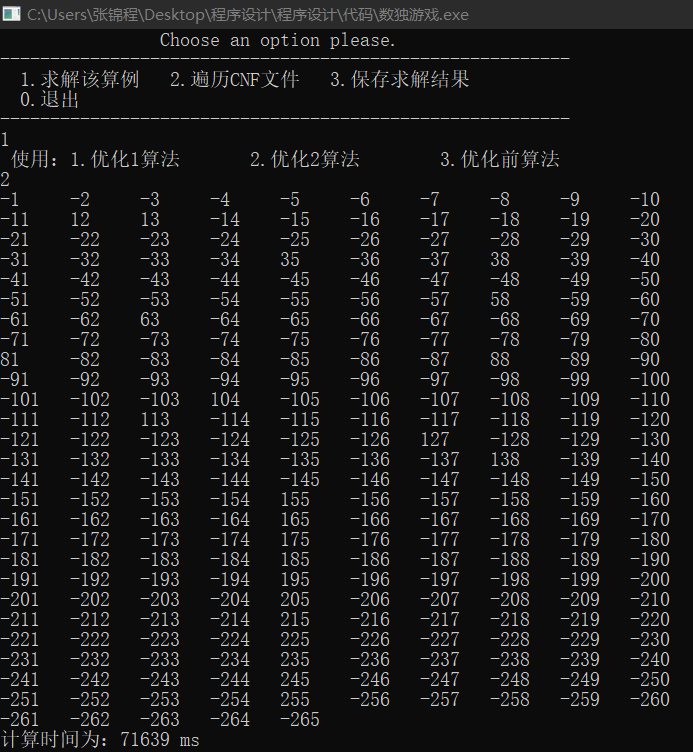 C:\Users\张锦程\Desktop\程序设计\程序设计\代码\数独游戏.exe
Choose an option please.
---------------------------------------------------------
1.求解该算例 2.遍历CNF文件 3.保存求解结果
0.退出
---------------------------------------------------------
1
使用：1.优化1算法 2.优化2算法 3.优化前算法
2
-1 -2 -3 -4 -5 -6 -7 -8 -9 -10
-11 12 13 -14 -15 -16 -17 -18 -19 -20
-21 -22 -23 -24 -25 -26 -27 -28 -29 -30
-31 -32 -33 -34 35 -36 -37 38 -39 -40
-41 -42 -43 -44 -45 -46 -47 -48 -49 -50
-51 -52 -53 -54 -55 -56 -57 58 -59 -60
-61 -62 63 -64 -65 -66 -67 -68 -69 -70
-71 -72 -73 -74 -75 -76 -77 -78 -79 -80
81 -82 -83 -84 -85 -86 -87 88 -89 -90
-91 -92 -93 -94 -95 -96 -97 -98 -99 -100
-101 -102 -103 104 -105 -106 -107 -108 -109 -110
-111 -112 113 -114 -115 -116 -117 -118 -119 -120
-121 -122 -123 -124 -125 -126 127 -128 -129 -130
-131 -132 -133 -134 -135 -136 -137 138 -139 -140
-141 -142 -143 -144 -145 -146 -147 -148 -149 -150
-151 -152 -153 -154 155 -156 -157 -158 -159 -160
-161 -162 -163 -164 165 -166 -167 -168 -169 -170
-171 -172 -173 -174 175 -176 -177 -178 -179 -180
-181 -182 -183 -184 185 -186 -187 -188 -189 -190
-191 -192 -193 -194 195 -196 -197 -198 -199 -200
-201 -202 -203 -204 205 -206 -207 -208 -209 -210
-211 -212 -213 -214 215 -216 -217 -218 -219 -220
-221 -222 -223 -224 225 -226 -227 -228 -229 -230
-231 -232 -233 -234 235 -236 -237 -238 -239 -240
-241 -242 -243 -244 245 -246 -247 -248 -249 -250
-251 -252 -253 -254 255 -256 -257 -258 -259 -260
-261 -262 -263 -264 -265
计算时间为：71639 ms